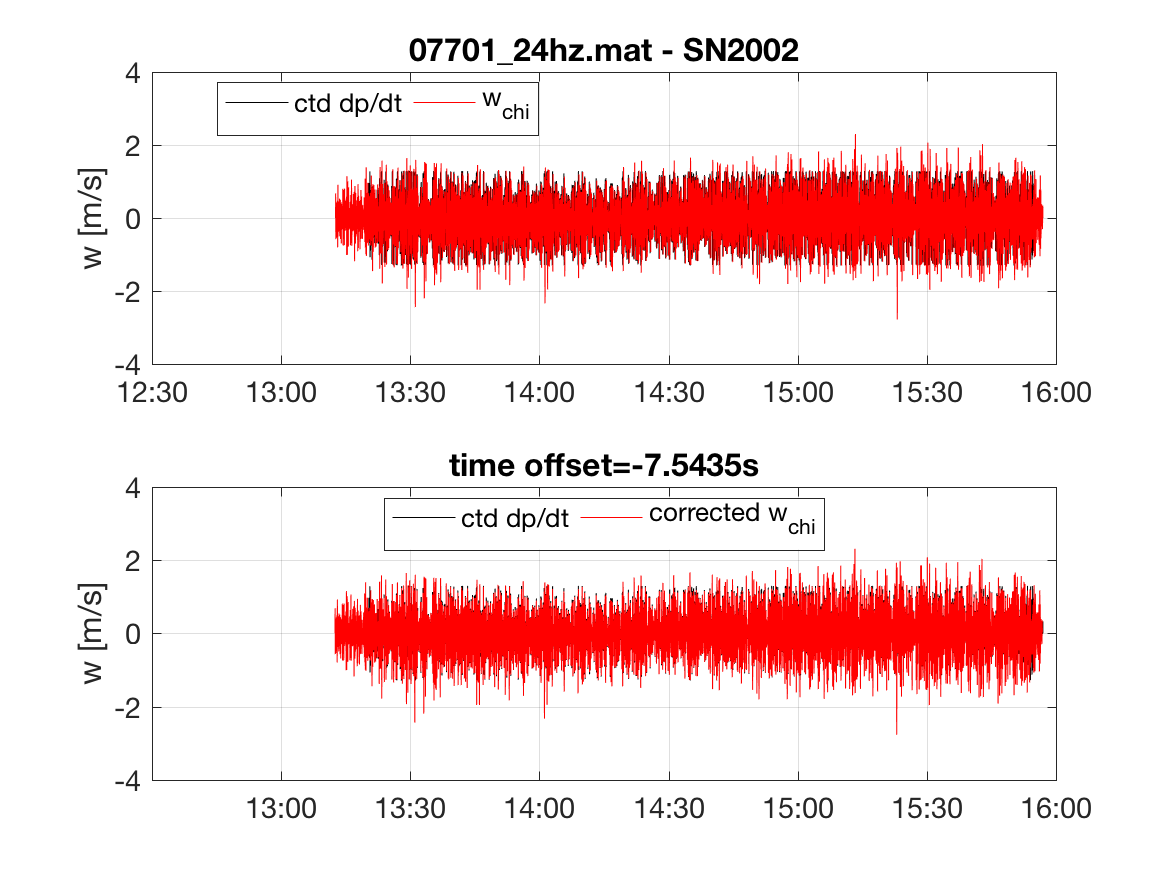 07701_24hz.mat - SN2002
ctd dp/dt w_chi
w [m/s]
4
2
0
-2
-4
12:30 13:00 13:30 14:00 14:30 15:00 15:30 16:00
time offset=-7.5435s
ctd dp/dt corrected w_chi
w [m/s]
4
2
0
-2
-4
13:00 13:30 14:00 14:30 15:00 15:30 16:00